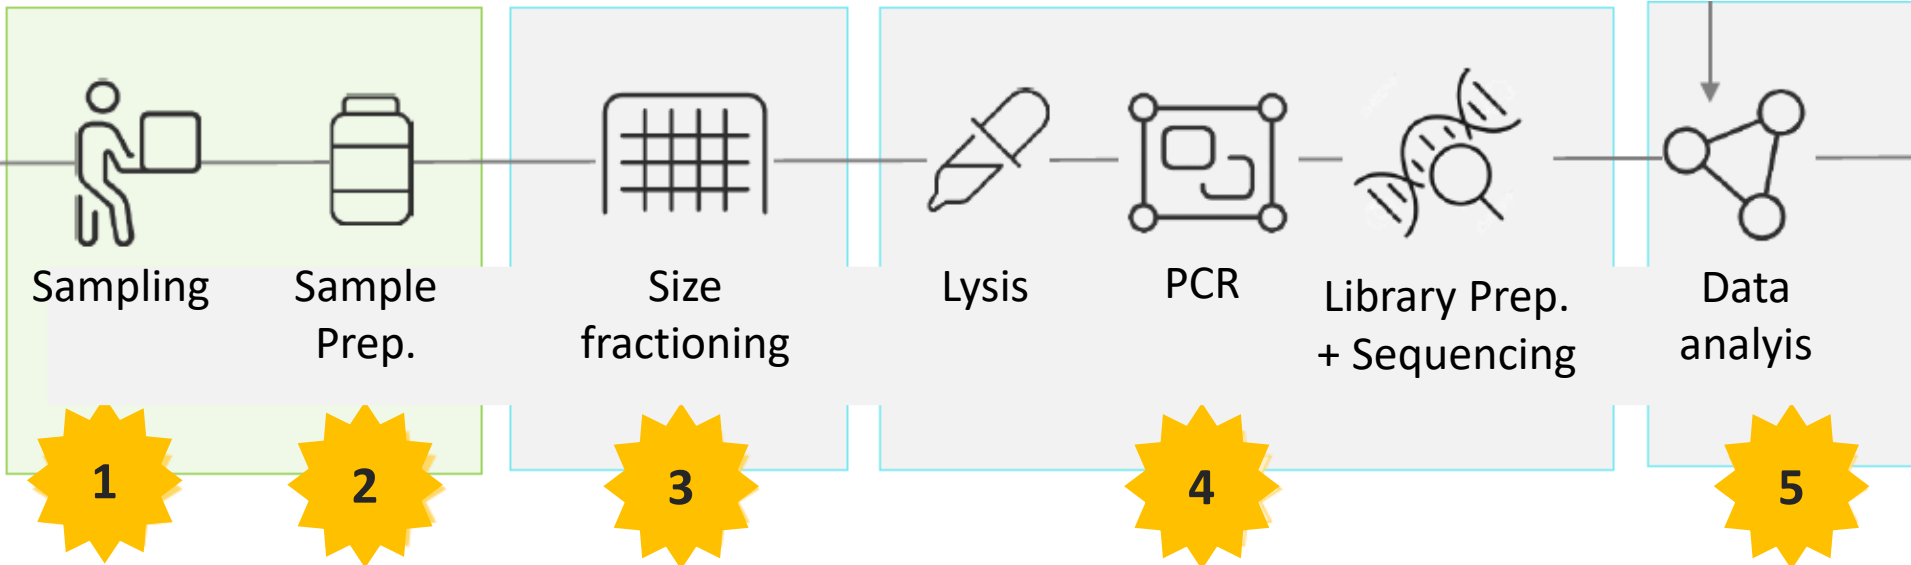 Sampling
Sample
Prep.
Size
fractioning
Lysis
PCR
Library Prep.
+ Sequencing
Data
analyis
1
2
3
4
5